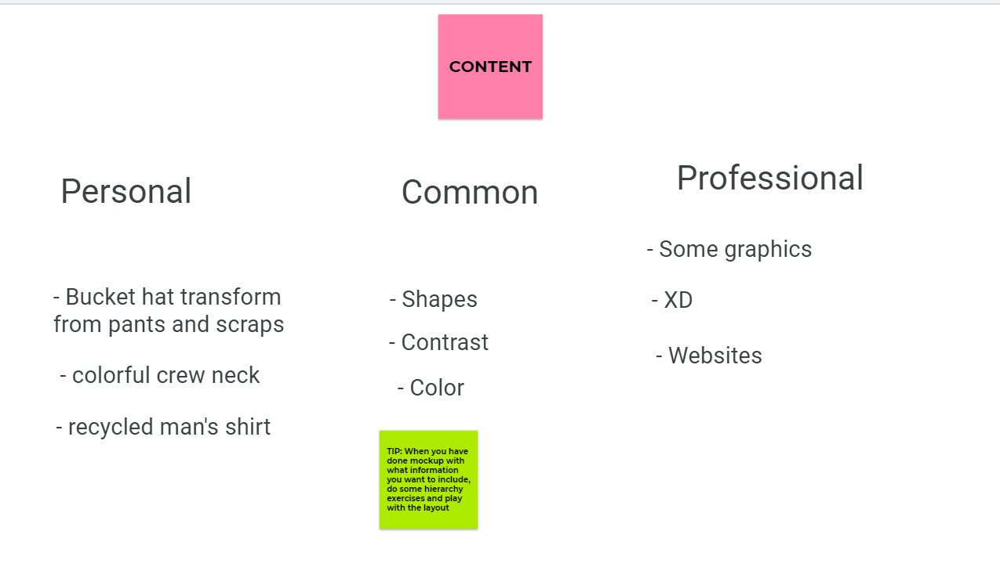 CONTENT
Personal
- Bucket hat transform
from pants and scraps
- colorful crew neck
- recycled man's shirt
Common
- Shapes
- Contrast
- Color
TIP: When you have
done mockup with
what information
you want to include,
do some hierarchy
exercises and play
with the layout
Professional
- Some graphics
- XD
- Websites